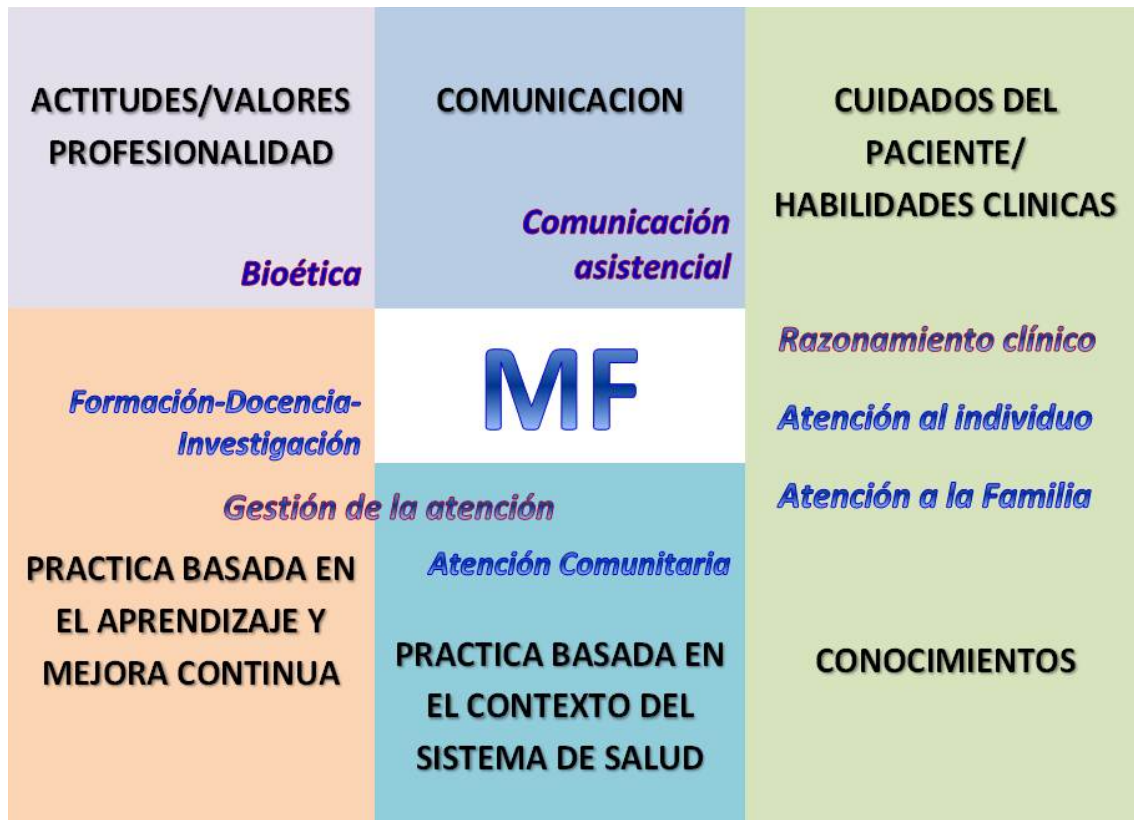 ACTITUDES/VALORES
PROFESIONALIDAD
Bioética
COMUNICACION
Comunicación
asistencial
CUIDADOS DEL
PACIENTE/
HABILIDADES CLINICAS
Razonamiento clínico
Atención al individuo
Atención a la Familia
CONOCIMIENTOS
MF
Formación-Docencia-
Investigación
Gestión de la atención
PRACTICA BASADA EN
EL APRENDIZAJE Y
MEJORA CONTINUA
Atención Comunitaria
PRACTICA BASADA EN
EL CONTEXTO DEL
SISTEMA DE SALUD